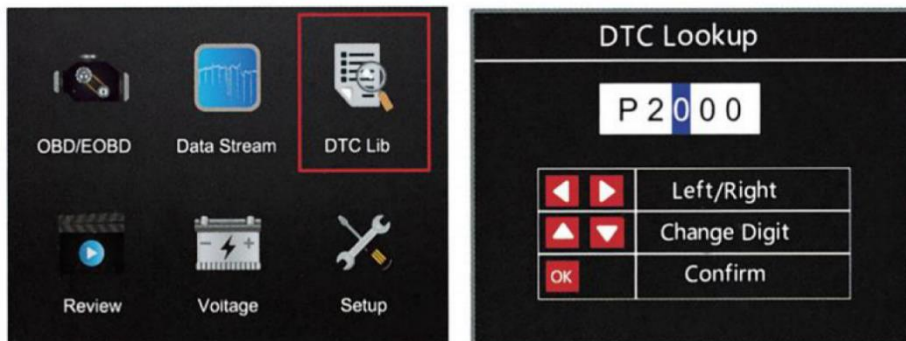 OBD/EOBD Data Stream DTC Lib
Review Voltage Setup
DTC Lookup
P2000
Left/Right
Change Digit
OK Confirm